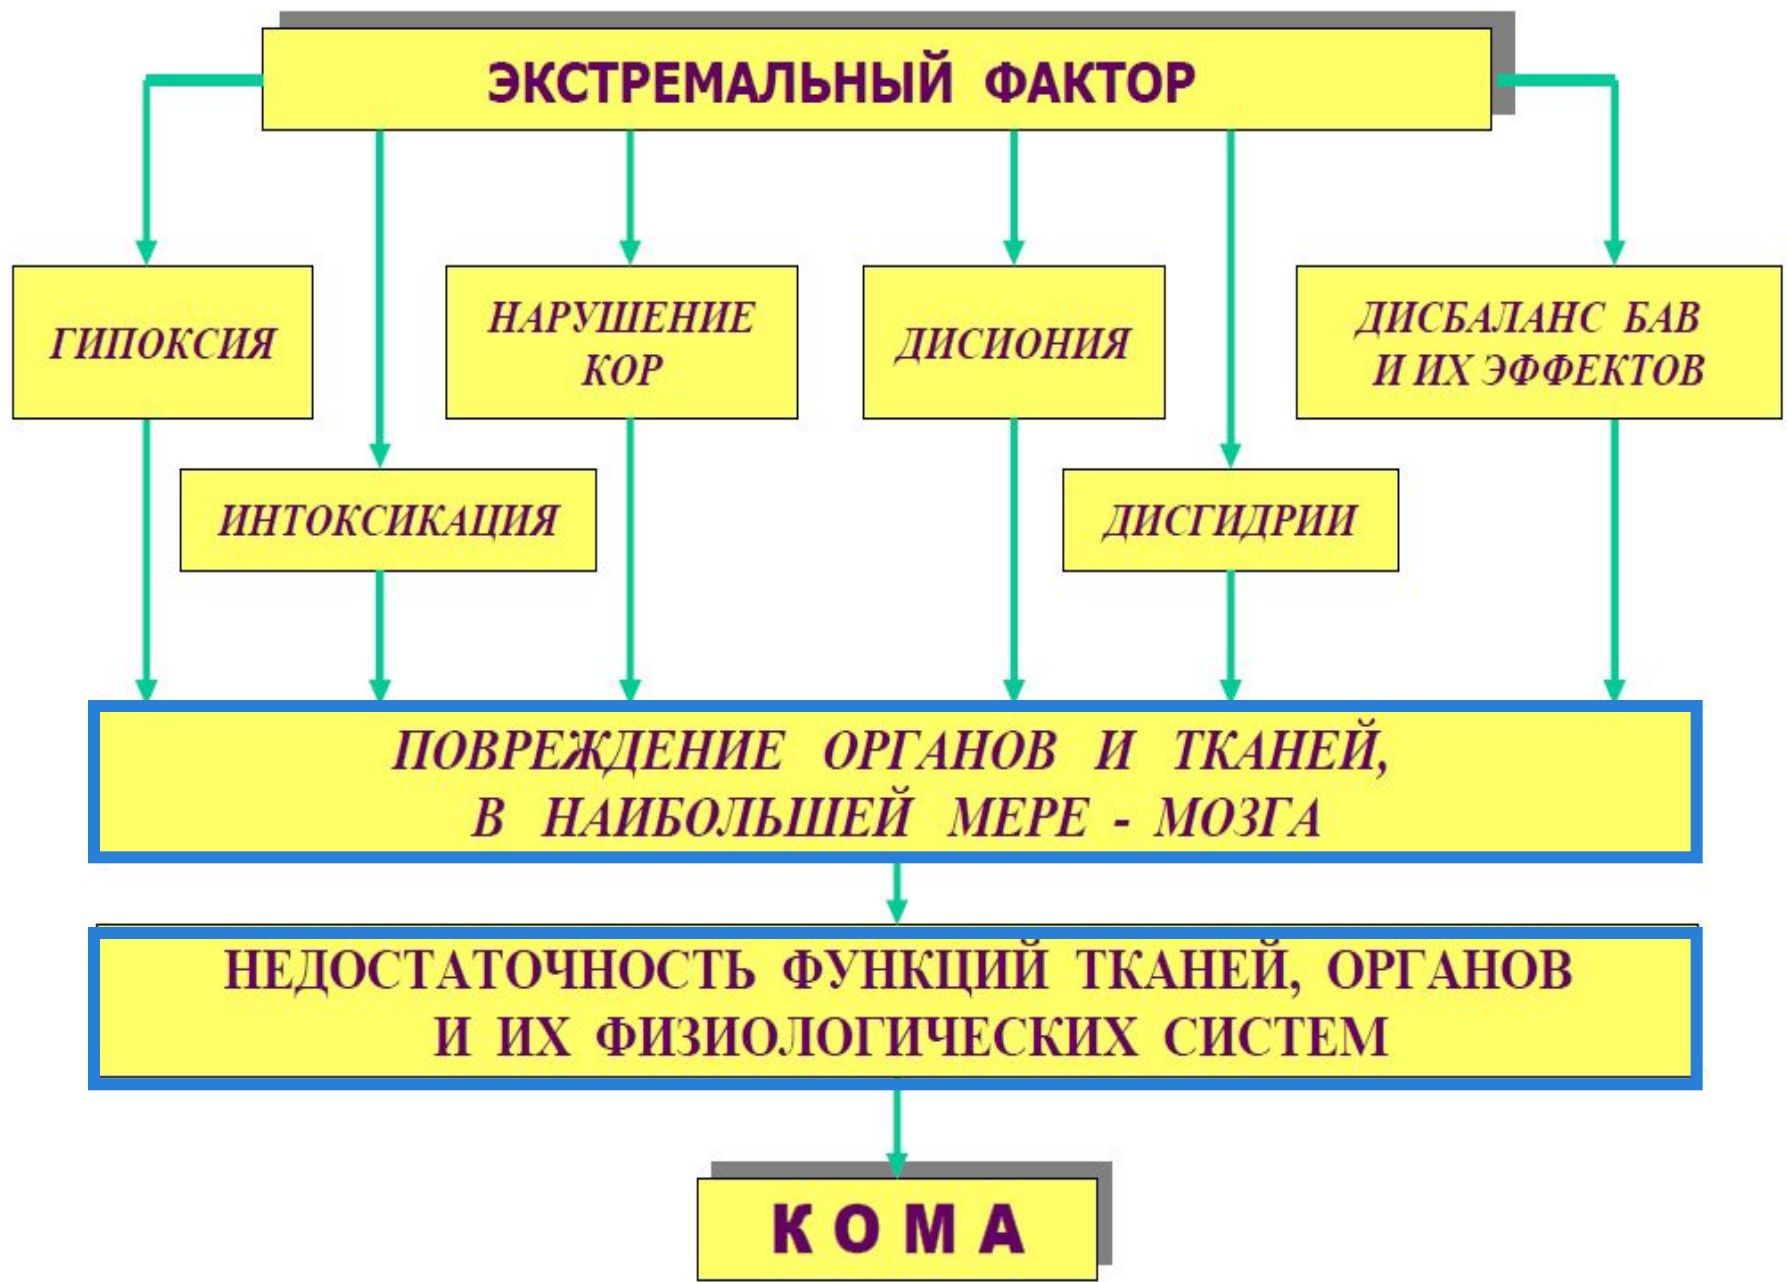 ЭКСТРЕМАЛЬНЫЙ ФАКТОР
ГИПОКСИЯ
НАРУШЕНИЕ
КОР
ДИСИОНИЯ
ДИСБАЛАНС БАВ
И ИХ ЭФФЕКТОВ
ИНТОКСИКАЦИЯ
ДИСГИДРИИ
ПОВРЕЖДЕНИЕ ОРГАНОВ И ТКАНЕЙ,
В НАИБОЛЬШЕЙ МЕРЕ - МОЗГА
НЕДОСТАТОЧНОСТЬ ФУНКЦИЙ ТКАНЕЙ, ОРГАНОВ
И ИХ ФИЗИОЛОГИЧЕСКИХ СИСТЕМ
К О М А